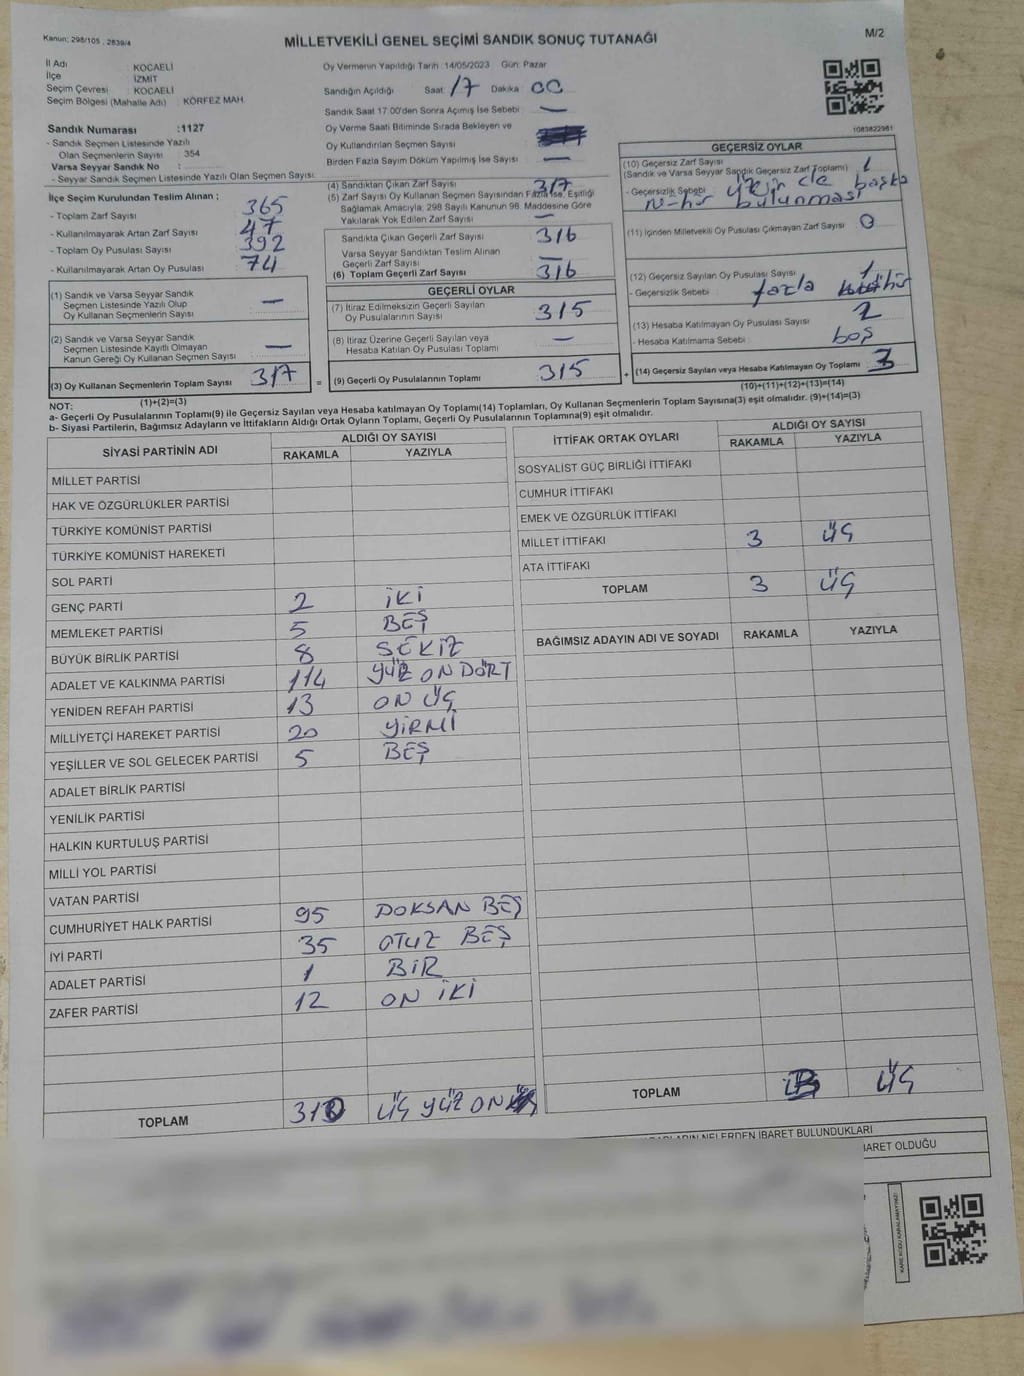 Kanun: 298/105 , 2839/4
MİLLETVEKİLİ GENEL SEÇİMİ SANDIK SONUÇ TUTANAĞI
M/2
İl Adı : KOCAELİ
İlçe : İZMİT
Seçim Çevresi : KOCAELİ
Seçim Bölgesi (Mahalle Adı) : KÖRFEZ MAH.
Oy Vermenin Yapıldığı Tarih :14/05/2023 Gün: Pazar
Sandığın Açıldığı Saat 17 Dakika 00
Sandık Saat 17:00'den Sonra Açımış İse Sebebi : —
Oy Verme Saati Bitiminde Sırada Bekleyen ve
Oy Kullandırılan Seçmen Sayısı
Birden Fazla Sayım Döküm Yapılmış İse Sayısı : —
1083822981
Sandık Numarası :1127
- Sandık Seçmen Listesinde Yazılı
Olan Seçmenlerin Sayısı : 354
Varsa Seyyar Sandık No :
- Seyyar Sandık Seçmen Listesinde Yazılı Olan Seçmen Sayısı:
İlçe Seçim Kurulundan Teslim Alınan ;
- Toplam Zarf Sayısı : 365
- Kullanılmayarak Artan Zarf Sayısı : 47
- Toplam Oy Pusulası Sayısı : 392
- Kullanılmayarak Artan Oy Pusulası : 74
(1) Sandık ve Varsa Seyyar Sandık
Seçmen Listesinde Yazılı Olup
Oy Kullanan Seçmenlerin Sayısı : —
(2) Sandık ve Varsa Seyyar Sandık
Seçmen Listesinde Kayıtlı Olmayan
Kanun Gereği Oy Kullanan Seçmen Sayısı : —
(3) Oy Kullanan Seçmenlerin Toplam Sayısı : 317
(1)+(2)=(3)
(4) Sandıktan Çıkan Zarf Sayısı : 317
(5) Zarf Sayısı Oy Kullanan Seçmen Sayısından Fazla İse, Eşitliği
Sağlamak Amacıyla, 298 Sayılı Kanunun 98. Maddesine Göre
Yakılarak Yok Edilen Zarf Sayısı : —
Sandıkta Çıkan Geçerli Zarf Sayısı : 316
Varsa Seyyar Sandıktan Teslim Alınan
Geçerli Zarf Sayısı : —
(6) Toplam Geçerli Zarf Sayısı : 316
GEÇERLİ OYLAR
(7) İtiraz Edilmeksizin Geçerli Sayılan
Oy Pusulalarının Sayısı : 315
(8) İtiraz Üzerine Geçerli Sayılan veya
Hesaba Katılan Oy Pusulası Toplamı : —
= (9) Geçerli Oy Pusulalarının Toplamı : 315
GEÇERSİZ OYLAR
(10) Geçersiz Zarf Sayısı
(Sandık ve Varsa Seyyar Sandık Geçersiz Zarf Toplamı) : 1
- Geçersizlik Sebebi : başka
bulunması
(11) İçinden Milletvekili Oy Pusulası Çıkmayan Zarf Sayısı : 0
(12) Geçersiz Sayılan Oy Pusulası Sayısı : 1
- Geçersizlik Sebebi : fazla
(13) Hesaba Katılmayan Oy Pusulası Sayısı : 2
- Hesaba Katılmama Sebebi : boş
+ (14) Geçersiz Sayılan veya Hesaba Katılmayan Oy Toplamı : 3
(10)+(11)+(12)+(13)=(14)
NOT:
a- Geçerli Oy Pusulalarının Toplamı(9) ile Geçersiz Sayılan veya Hesaba katılmayan Oy Toplamı(14) Toplamları, Oy Kullanan Seçmenlerin Toplam Sayısına(3) eşit olmalıdır. (9)+(14)=(3)
b- Siyasi Partilerin, Bağımsız Adayların ve İttifakların Aldığı Ortak Oyların Toplamı, Geçerli Oy Pusulalarının Toplamına(9) eşit olmalıdır.
SİYASİ PARTİNİN ADI ALDIĞI OY SAYISI
RAKAMLA YAZIYLA
MİLLET PARTİSİ
HAK VE ÖZGÜRLÜKLER PARTİSİ
TÜRKİYE KOMÜNİST PARTİSİ
TÜRKİYE KOMÜNİST HAREKETİ
SOL PARTİ
GENÇ PARTİ 2 İKİ
MEMLEKET PARTİSİ 5 BEŞ
BÜYÜK BİRLİK PARTİSİ 8 SEKİZ
ADALET VE KALKINMA PARTİSİ 114 YÜZ ON DÖRT
YENİDEN REFAH PARTİSİ 13 ON ÜÇ
MİLLİYETÇİ HAREKET PARTİSİ 20 YİRMİ
YEŞİLLER VE SOL GELECEK PARTİSİ 5 BEŞ
ADALET BİRLİK PARTİSİ
YENİLİK PARTİSİ
HALKIN KURTULUŞ PARTİSİ
MİLLİ YOL PARTİSİ
VATAN PARTİSİ
CUMHURİYET HALK PARTİSİ 95 DOKSAN BEŞ
İYİ PARTİ 35 OTUZ BEŞ
ADALET PARTİSİ 1 BİR
ZAFER PARTİSİ 12 ON İKİ
TOPLAM 310 ÜÇ YÜZ ON
İTTİFAK ORTAK OYLARI ALDIĞI OY SAYISI
RAKAMLA YAZIYLA
SOSYALİST GÜÇ BİRLİĞİ İTTİFAKI
CUMHUR İTTİFAKI
EMEK VE ÖZGÜRLÜK İTTİFAKI
MİLLET İTTİFAKI 3 ÜÇ
ATA İTTİFAKI
TOPLAM 3 ÜÇ
BAĞIMSIZ ADAYIN ADI VE SOYADI RAKAMLA YAZIYLA
TOPLAM ÜÇ
NELERDEN İBARET BULUNDUKLARI
İBARET OLDUĞU
KARE KODU KARALAMAYINIZ!